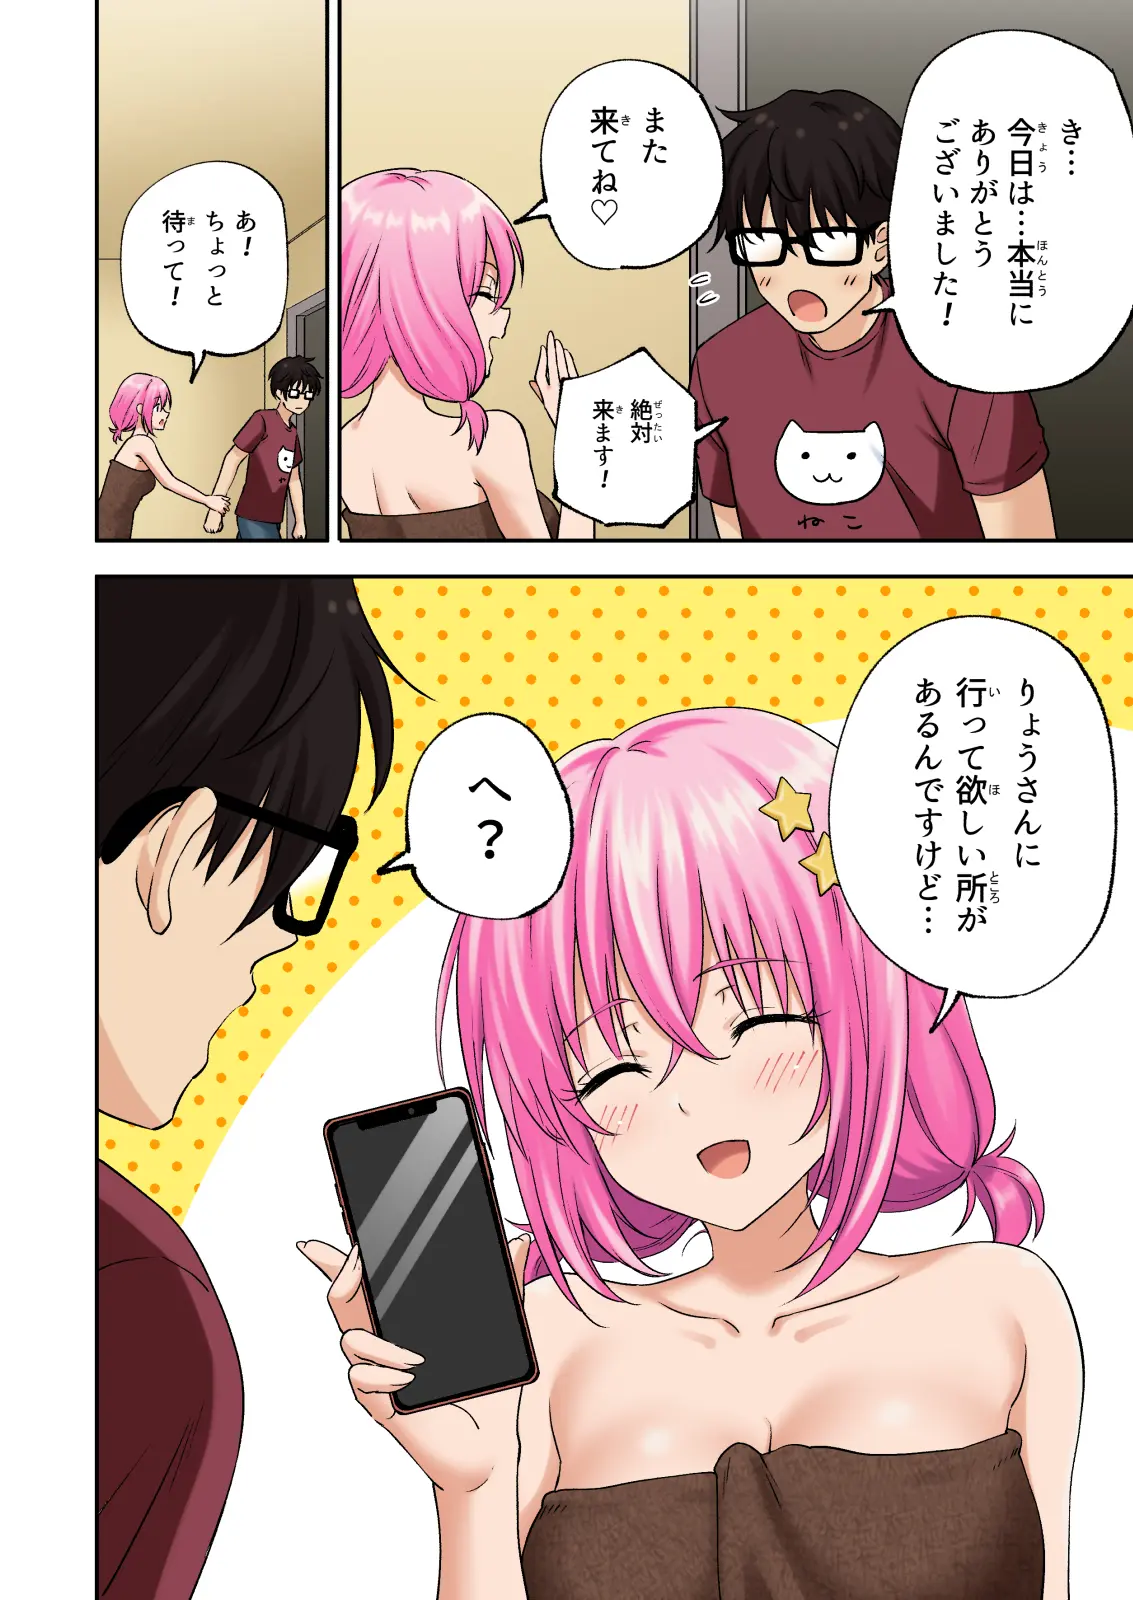 き…
今日は…本当に
ありがとう
ございました！
また
来てね♡
絶対
来ます！
ねこ
あ！
ちょっと
待って！
りょうさんに
行って欲しい所が
あるんですけど…
へ？